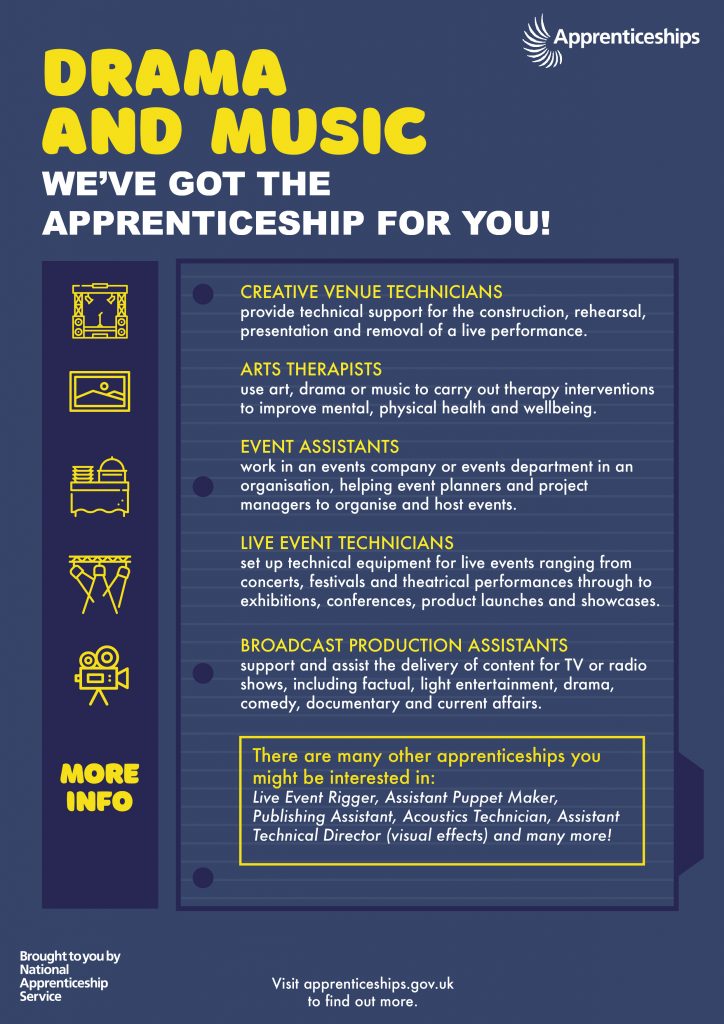 Apprenticeships
DRAMA
AND MUSIC
WE'VE GOT THE
APPRENTICESHIP FOR YOU!
CREATIVE VENUE TECHNICIANS
provide technical support for the construction, rehearsal,
presentation and removal of a live performance.
ARTS THERAPISTS
use art, drama or music to carry out therapy interventions
to improve mental, physical health and wellbeing.
EVENT ASSISTANTS
work in an events company or events department in an
organisation, helping event planners and project
managers to organise and host events.
LIVE EVENT TECHNICIANS
set up technical equipment for live events ranging from
concerts, festivals and theatrical performances through to
exhibitions, conferences, product launches and showcases.
BROADCAST PRODUCTION ASSISTANTS
support and assist the delivery of content for TV or radio
shows, including factual, light entertainment, drama,
comedy, documentary and current affairs.
MORE
INFO
There are many other apprenticeships you
might be interested in:
Live Event Rigger, Assistant Puppet Maker,
Publishing Assistant, Acoustics Technician, Assistant
Technical Director (visual effects) and many more!
Brought to you by
National
Apprenticeship
Service
Visit apprenticeships.gov.uk
to find out more.